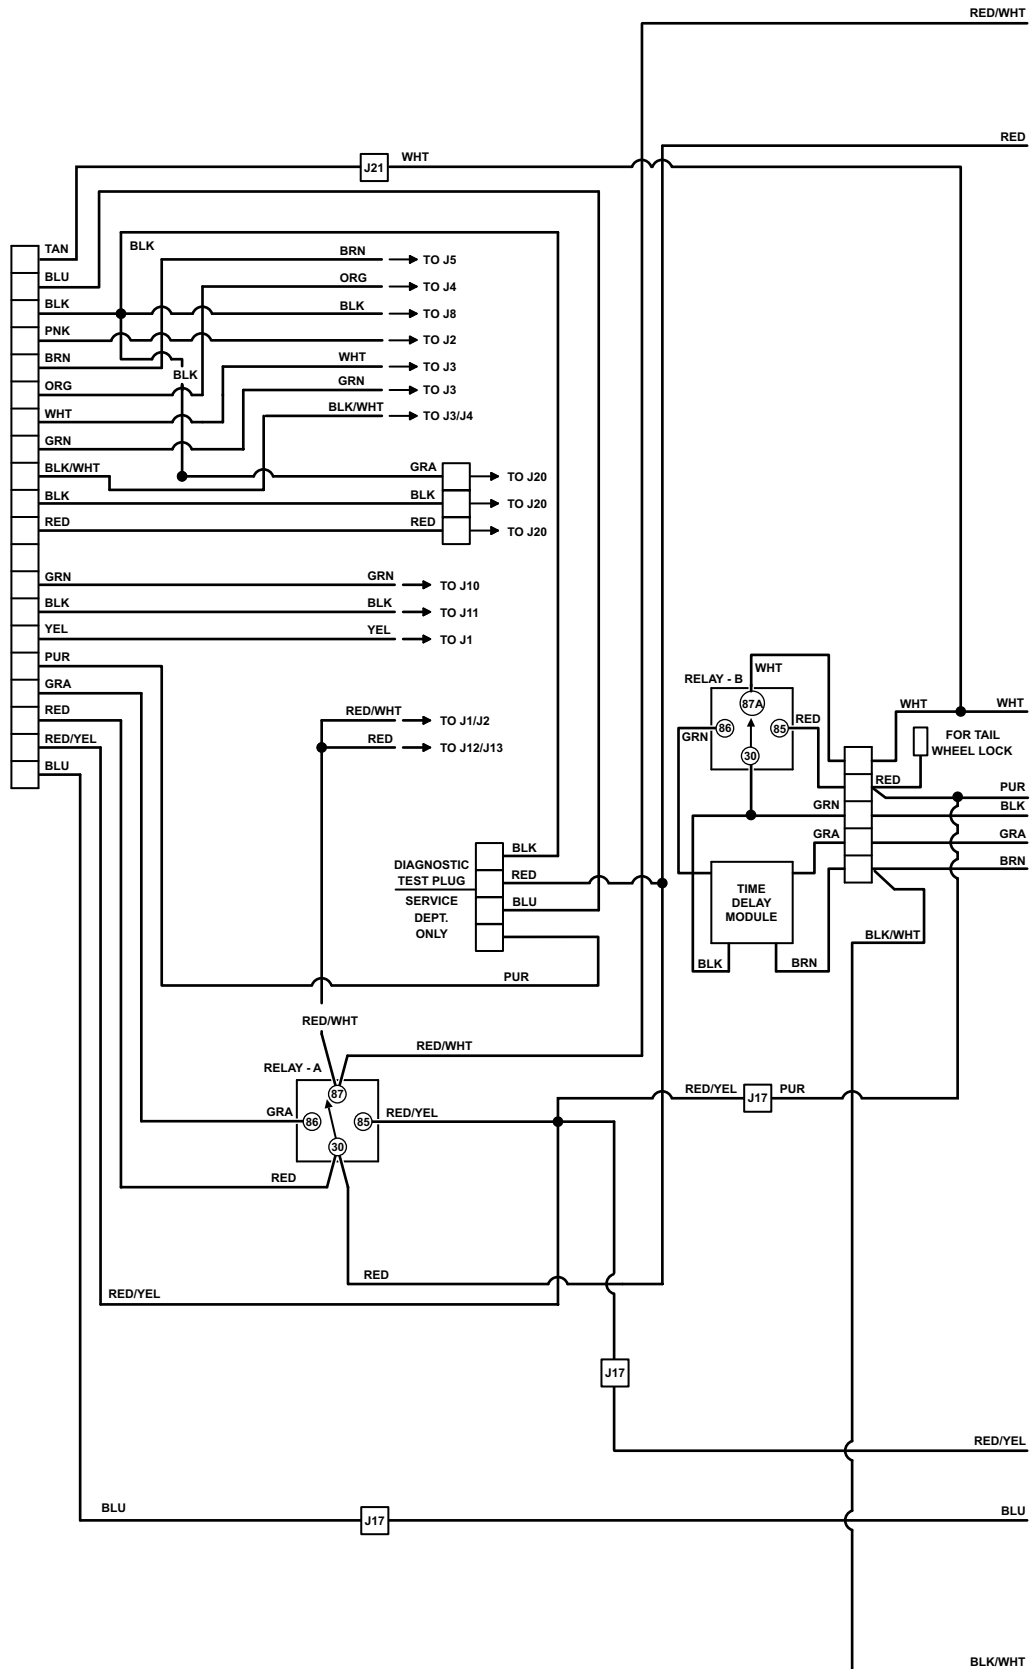 RED/WHT
RED
J21 WHT
TAN
BLK
BRN TO J5
BLU
ORG TO J4
BLK BLK TO J8
PNK TO J2
BRN
WHT TO J3
BLK
ORG
GRN TO J3
WHT
BLK/WHT TO J3/J4
GRN
BLK/WHT GRA TO J20
BLK BLK TO J20
RED RED TO J20
GRN GRN TO J10
BLK BLK TO J11
YEL YEL TO J1
PUR
GRA
RED
RED/WHT TO J1/J2
RED/YEL RED TO J12/J13
BLU
RELAY - B
WHT
87A
86 85 RED
GRN
30
WHT WHT
FOR TAIL
WHEEL LOCK
RED
PUR
GRN BLK
GRA GRA
BRN
TIME
DELAY
MODULE
BLK BRN
BLK/WHT
DIAGNOSTIC
TEST PLUG
SERVICE
DEPT.
ONLY
BLK
RED
BLU
PUR
RED/WHT
RED/WHT
RELAY - A
87
GRA 86 85 RED/YEL
30
RED/YEL J17 PUR
RED
RED
RED/YEL
J17
RED/YEL
BLU J17 BLU
BLK/WHT